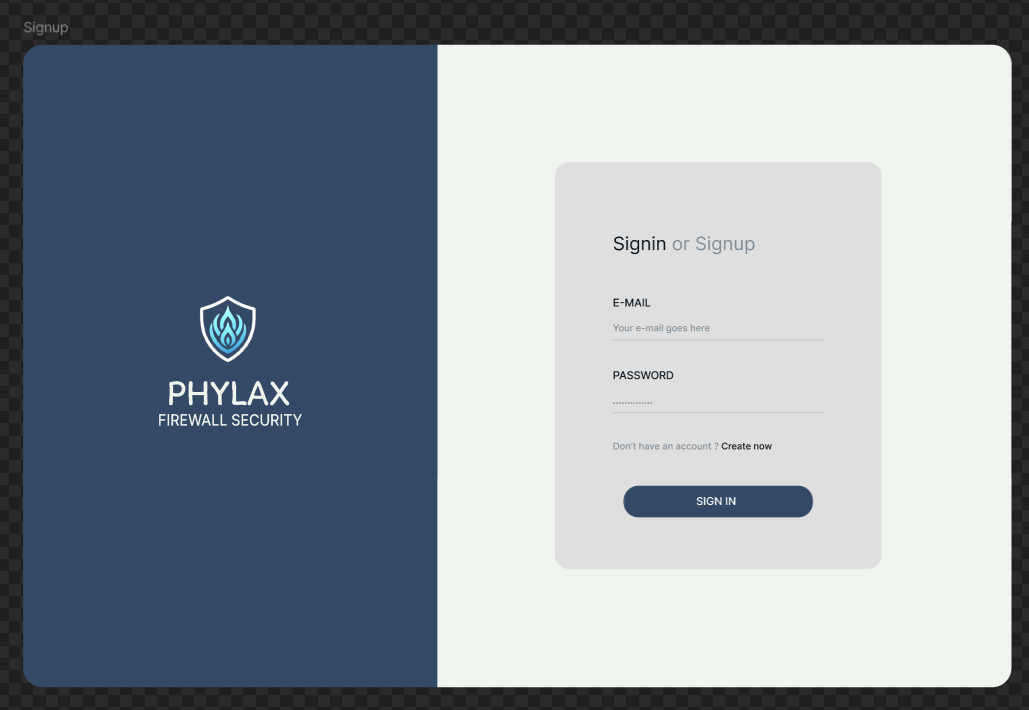 Signup
PHYLAX
FIREWALL SECURITY
Signin or Signup
E-MAIL
Your e-mail goes here
PASSWORD
..............
Don't have an account ? Create now
SIGN IN